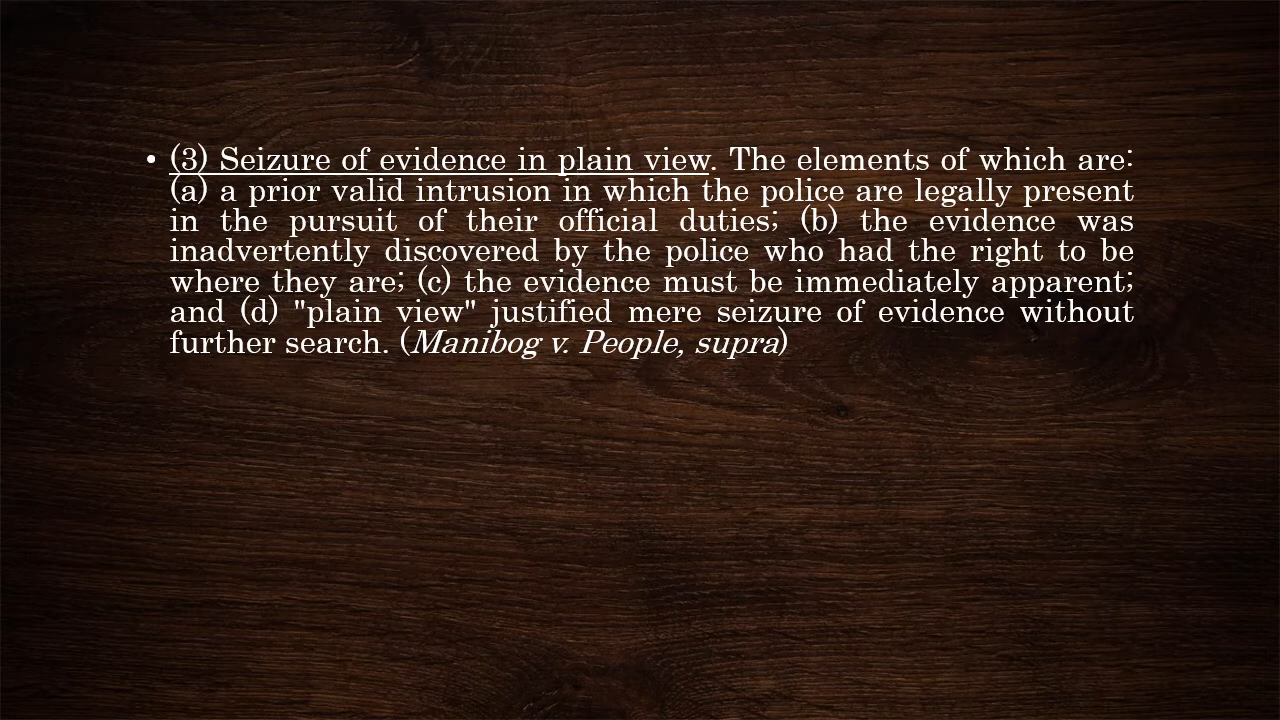 • (3) Seizure of evidence in plain view. The elements of which are:
(a) a prior valid intrusion in which the police are legally present
in the pursuit of their official duties; (b) the evidence was
inadvertently discovered by the police who had the right to be
where they are; (c) the evidence must be immediately apparent;
and (d) "plain view" justified mere seizure of evidence without
further search. (Manibog v. People, supra)